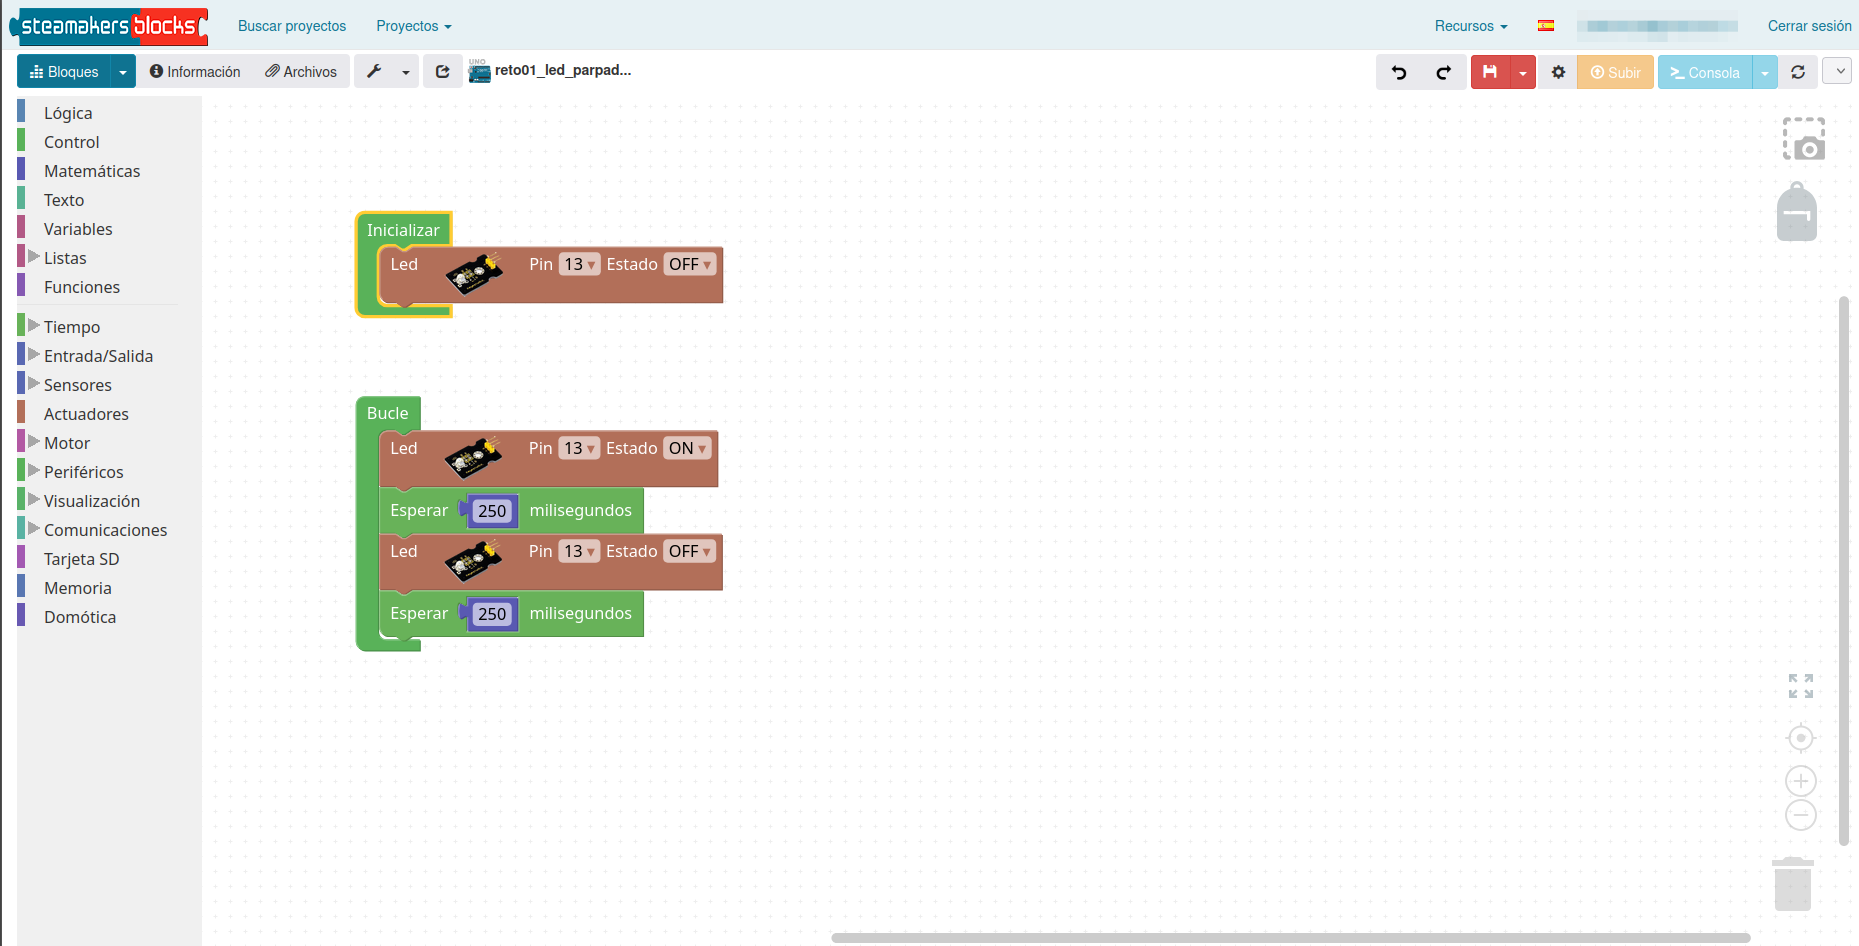 steamakers blocks Buscar proyectos Proyectos Recursos Cerrar sesión
Bloques Información Archivos UNO reto01_led_parpad... Subir Consola
Lógica
Control
Matemáticas
Texto
Variables
Listas
Funciones
Tiempo
Entrada/Salida
Sensores
Actuadores
Motor
Periféricos
Visualización
Comunicaciones
Tarjeta SD
Memoria
Domótica
Inicializar
Led Pin 13 Estado OFF
Bucle
Led Pin 13 Estado ON
Esperar 250 milisegundos
Led Pin 13 Estado OFF
Esperar 250 milisegundos